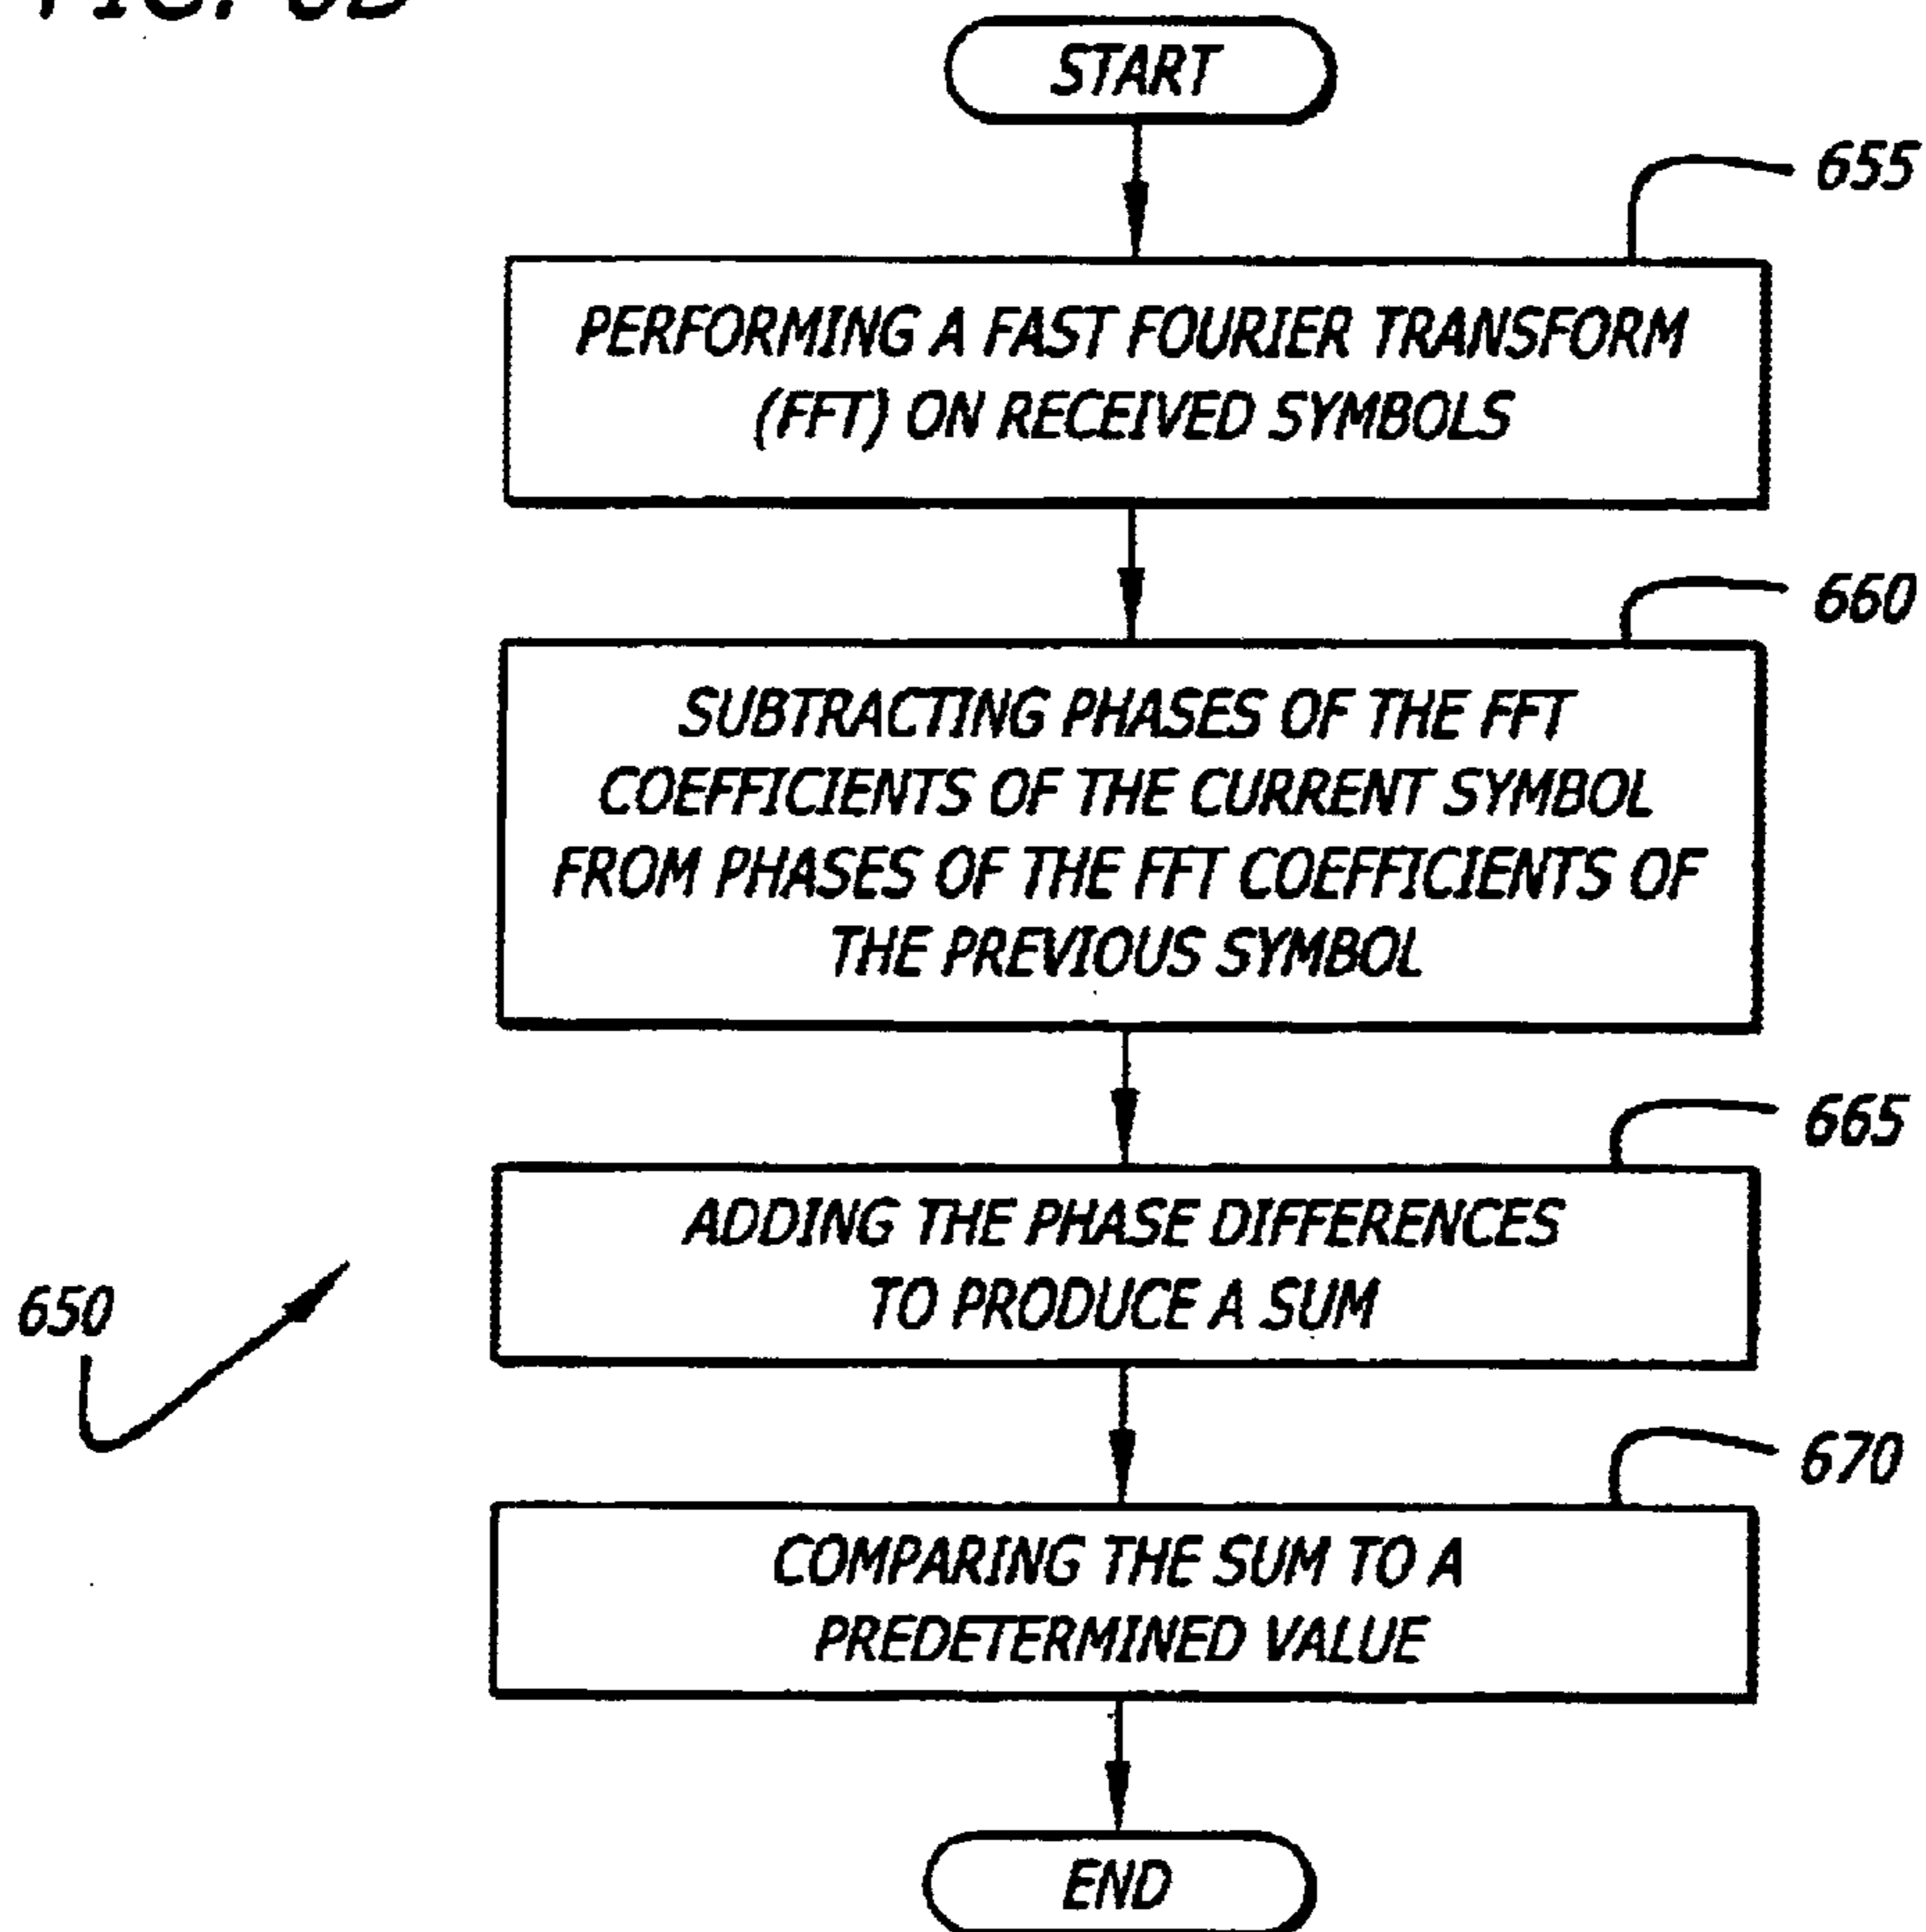 START
655
PERFORMING A FAST FOURIER TRANSFORM
(FFT) ON RECEIVED SYMBOLS
660
SUBTRACTING PHASES OF THE FFT
COEFFICIENTS OF THE CURRENT SYMBOL
FROM PHASES OF THE FFT COEFFICIENTS OF
THE PREVIOUS SYMBOL
665
ADDING THE PHASE DIFFERENCES
TO PRODUCE A SUM
650
670
COMPARING THE SUM TO A
PREDETERMINED VALUE
END